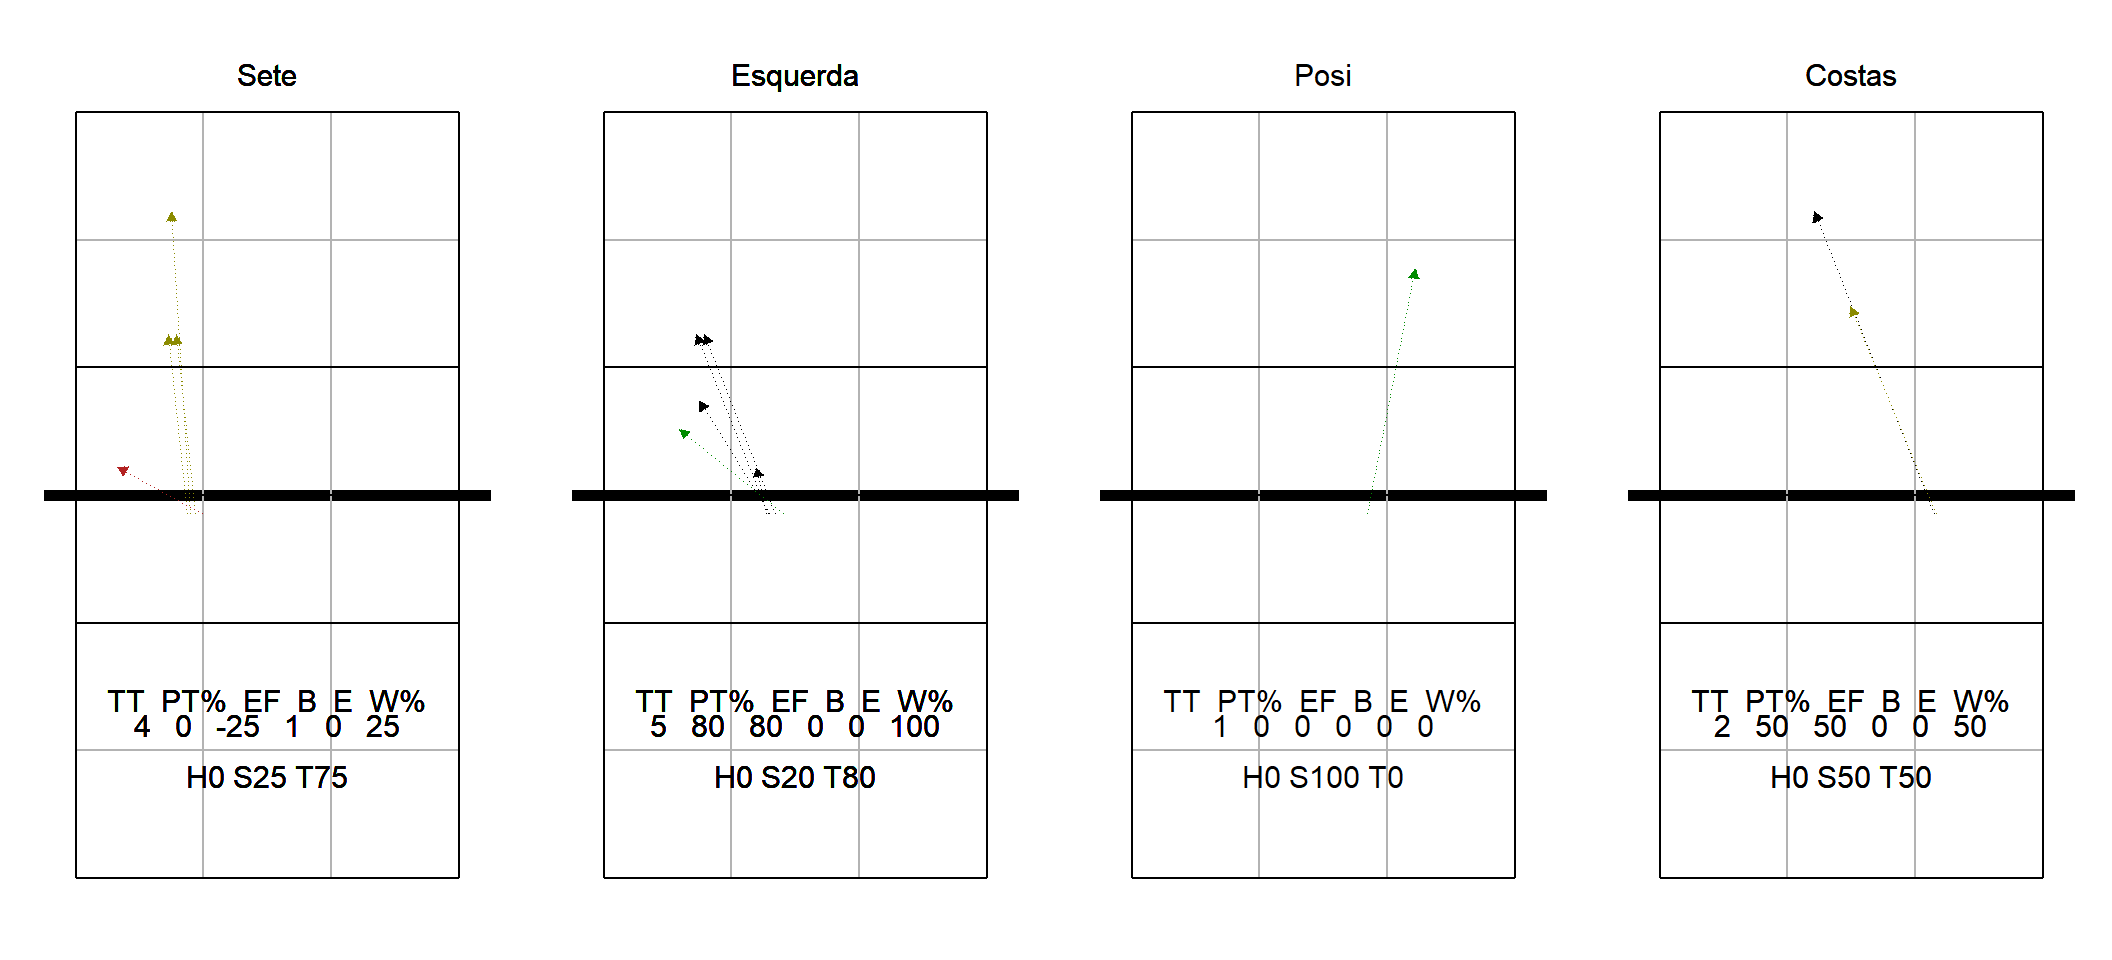 Sete
TT PT% EF B E W%
4 0 -25 1 0 25
H0 S25 T75
Esquerda
TT PT% EF B E W%
5 80 80 0 0 100
H0 S20 T80
Posi
TT PT% EF B E W%
1 0 0 0 0 0
H0 S100 T0
Costas
TT PT% EF B E W%
2 50 50 0 0 50
H0 S50 T50